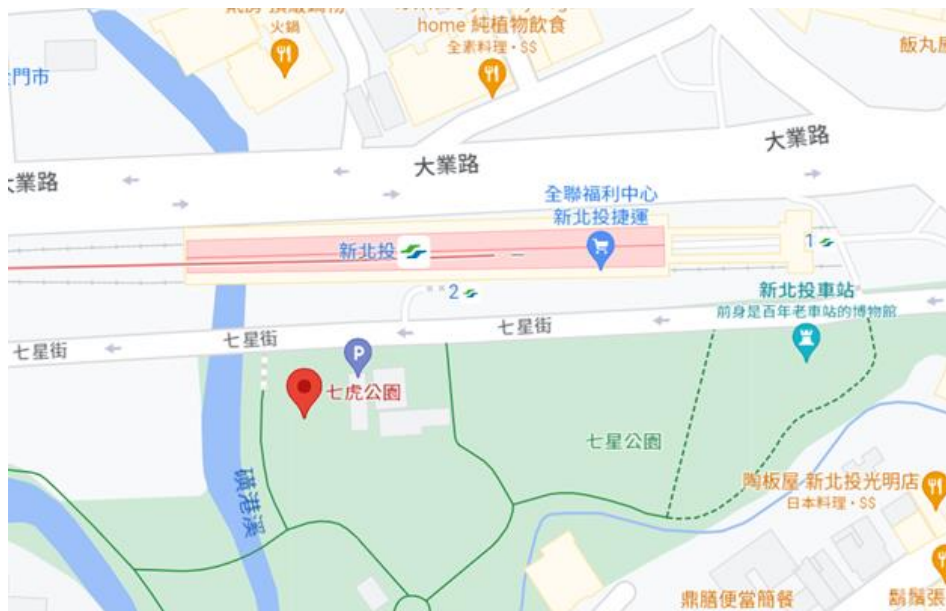 火鍋
home 純植物飲食
全素料理・$$
飯丸屋
門市
大業路
大業路
大業路
全聯福利中心
新北投捷運
新北投
1
2
新北投車站
前身是百年老車站的博物館
七星街
七星街
七星街
P
七虎公園
七星公園
磺港溪
陶板屋 新北投光明店
日本料理・$$
鼎膳便當簡餐
鬍鬚張